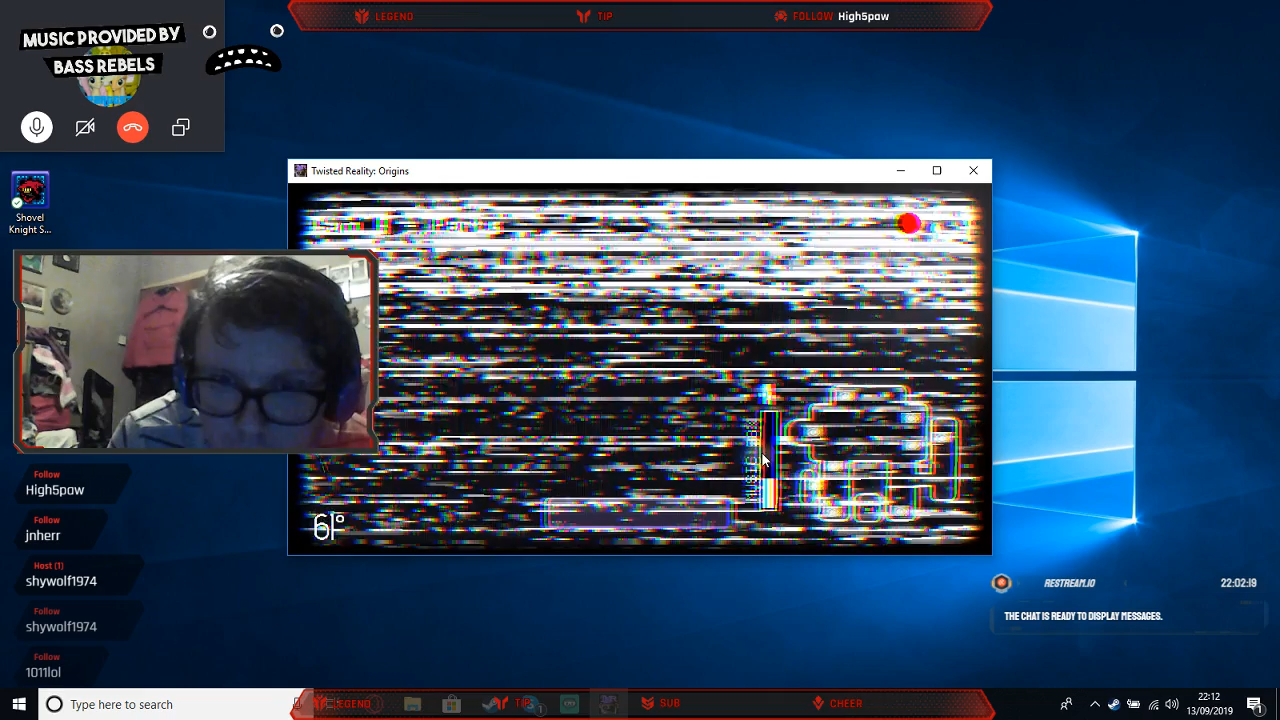 LEGEND
TIP
FOLLOW High5paw
MUSIC PROVIDED BY
BASS REBELS
Twisted Reality: Origins
Shovel
Knight S...
61°
Follow
High5paw
Follow
jnherr
Host (1)
shywolf1974
Follow
shywolf1974
Follow
1011lol
RESTREAM.IO
22:02:19
THE CHAT IS READY TO DISPLAY MESSAGES.
Type here to search
LEGEND
TIP
SUB
CHEER
22:12
13/09/2019